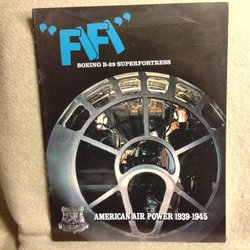 "FIFI"
BOEING B-29 SUPERFORTRESS
AMERICAN AIR POWER 1939-1945